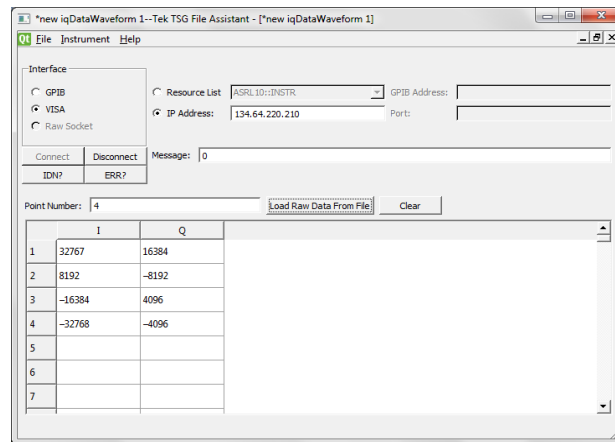 *new iqDataWaveform 1--Tek TSG File Assistant - [*new iqDataWaveform 1]
Qt File Instrument Help
Interface
GPIB
VISA
Raw Socket
Resource List ASRL10::INSTR GPIB Address:
IP Address: 134.64.220.210 Port:
Connect Disconnect Message: 0
IDN? ERR?
Point Number: 4 Load Raw Data From File Clear
I Q
1 32767 16384
2 8192 –8192
3 –16384 4096
4 –32768 –4096
5
6
7